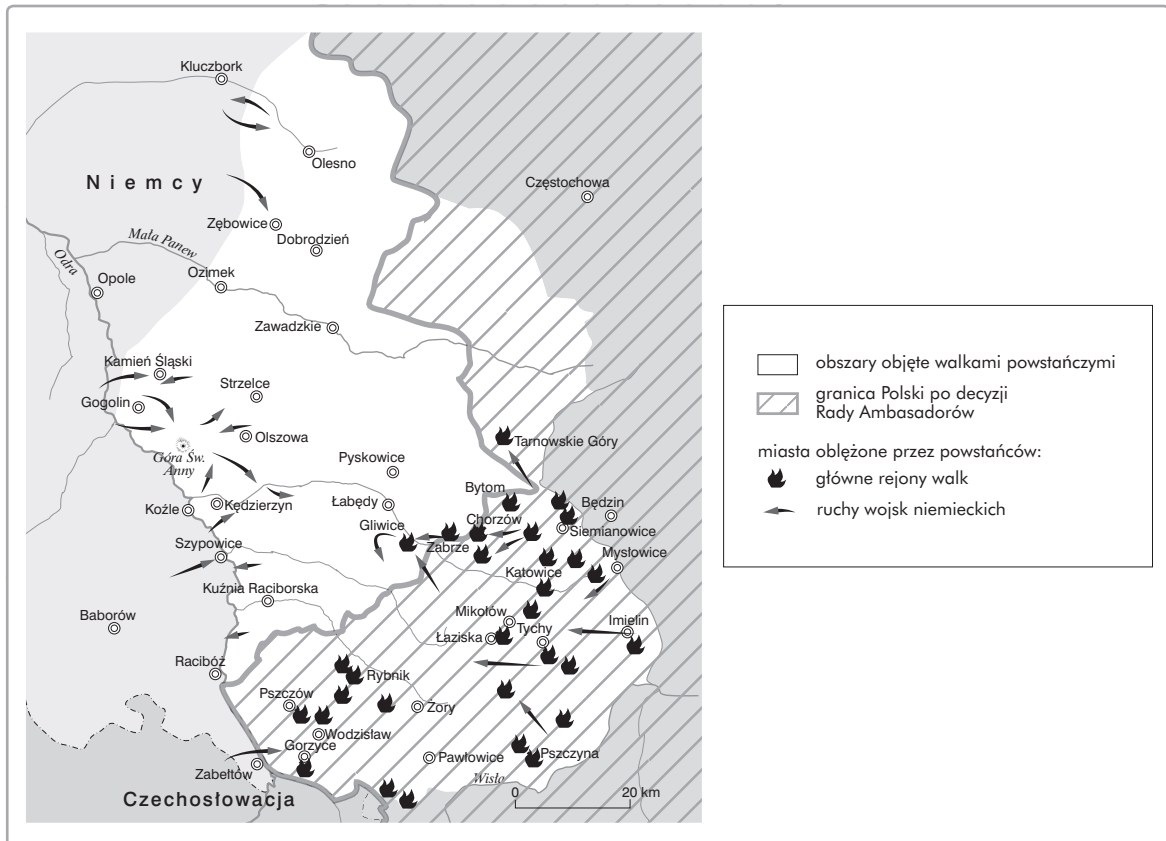 Kluczbork
Olesno
Niemcy
Częstochowa
Zębowice
Dobrodzień
Mała Panew
Odra
Opole
Ozimek
Zawadzkie
Kamień Śląski
Strzelce
Gogolin
Olszowa
Góra Św.
Anny
Tarnowskie Góry
Pyskowice
Bytom
Będzin
Koźle
Kędzierzyn
Łabędy
Chorzów
Siemianowice
Gliwice
Zabrze
Szypowice
Mysłowice
Katowice
Kuźnia Raciborska
Baborów
Mikołów
Imielin
Tychy
Łaziska
Racibóź
Rybnik
Pszczów
Żory
Wodzisław
Gorzyce
Pawłowice
Pszczyna
Zabełtów
Wisła
Czechosłowacja
0 20 km
obszary objęte walkami powstańczymi
granica Polski po decyzji
Rady Ambasadorów
miasta oblężone przez powstańców:
główne rejony walk
ruchy wojsk niemieckich